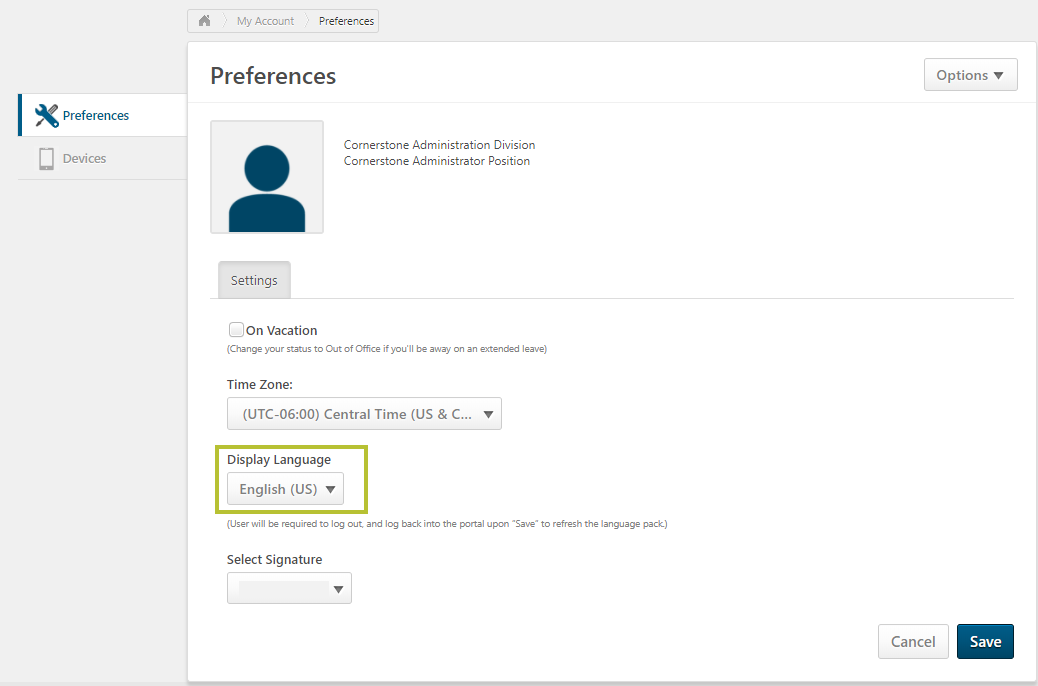 My Account
Preferences
Preferences
Options
Preferences
Devices
Cornerstone Administration Division
Cornerstone Administrator Position
Settings
On Vacation
(Change your status to Out of Office if you'll be away on an extended leave)
Time Zone:
(UTC-06:00) Central Time (US & C...
Display Language
English (US)
(User will be required to log out, and log back into the portal upon "Save" to refresh the language pack.)
Select Signature
Cancel
Save